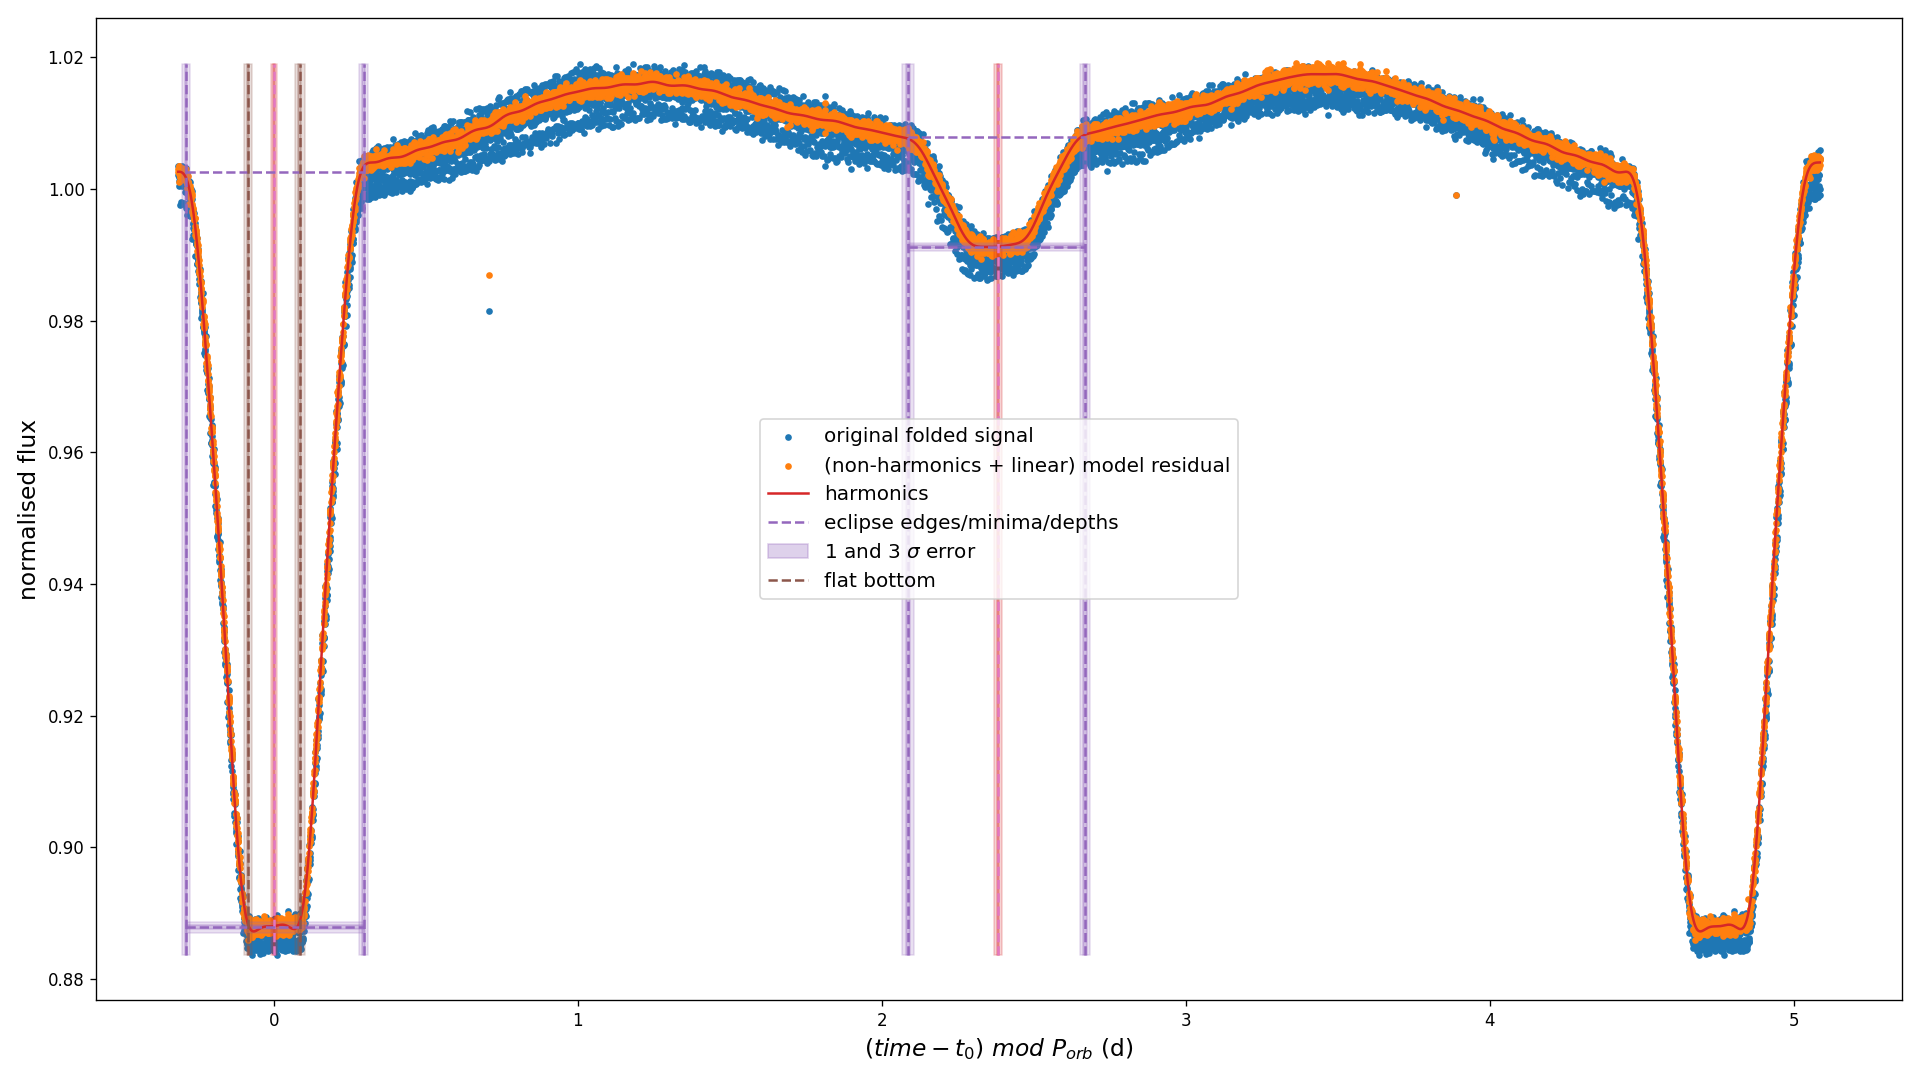 normalised flux
1.02
1.00
0.98
0.96
0.94
0.92
0.90
0.88
original folded signal
(non-harmonics + linear) model residual
harmonics
eclipse edges/minima/depths
1 and 3 σ error
flat bottom
0 1 2 3 4 5
(time − t₀) mod Pₒᵣb (d)